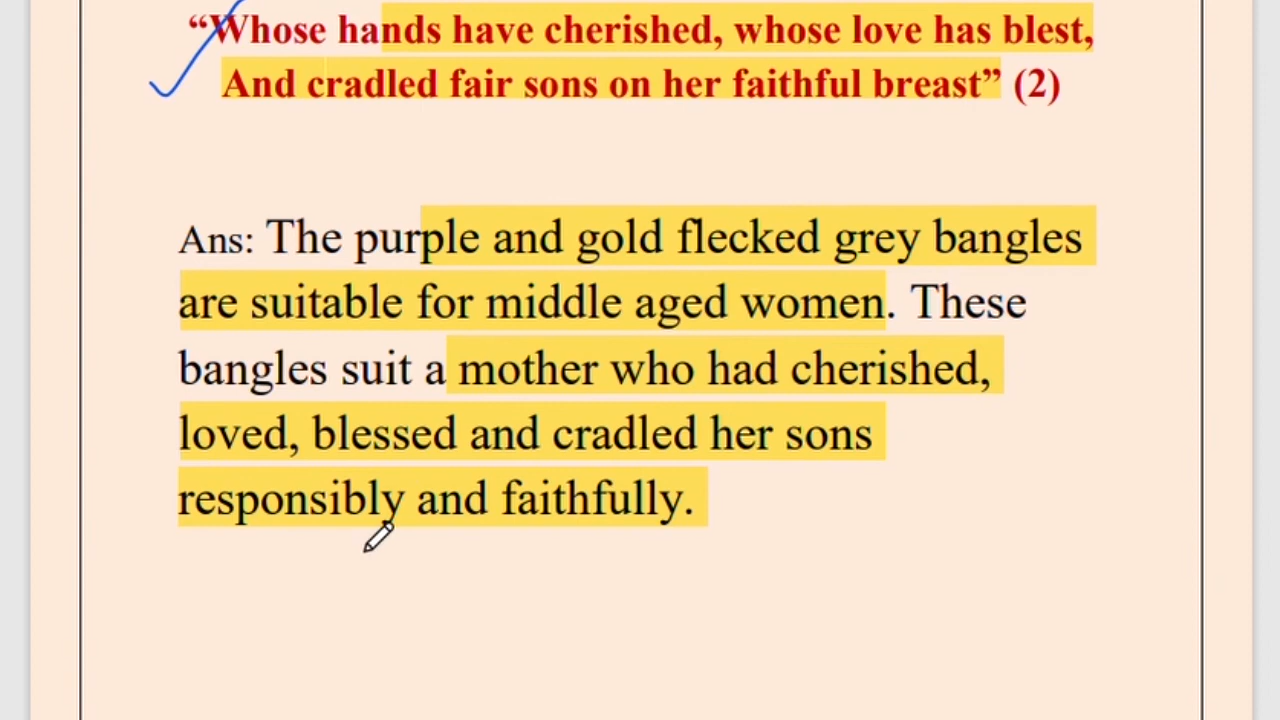 “Whose hands have cherished, whose love has blest,
And cradled fair sons on her faithful breast” (2)
Ans: The purple and gold flecked grey bangles
are suitable for middle aged women. These
bangles suit a mother who had cherished,
loved, blessed and cradled her sons
responsibly and faithfully.